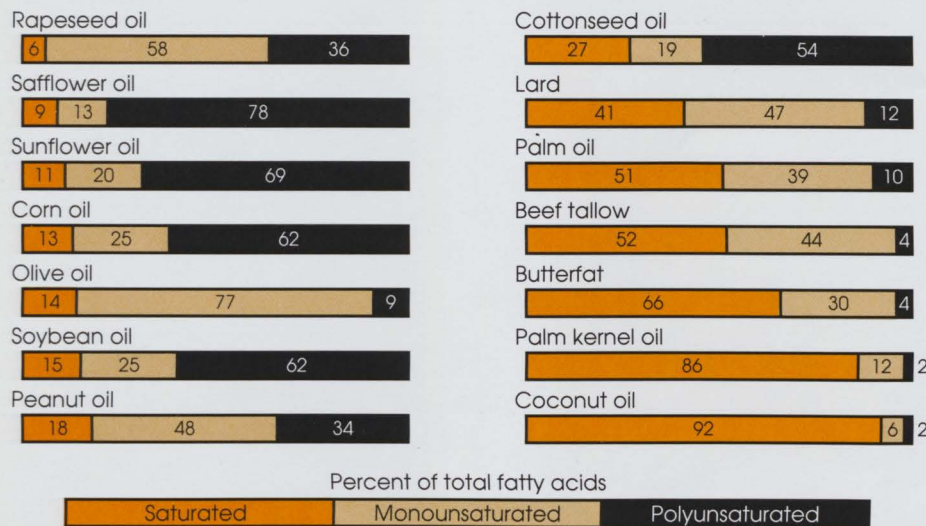 Rapeseed oil
6 58 36
Safflower oil
9 13 78
Sunflower oil
11 20 69
Corn oil
13 25 62
Olive oil
14 77 9
Soybean oil
15 25 62
Peanut oil
18 48 34
Cottonseed oil
27 19 54
Lard
41 47 12
Palm oil
51 39 10
Beef tallow
52 44 4
Butterfat
66 30 4
Palm kernel oil
86 12 2
Coconut oil
92 6 2
Percent of total fatty acids
Saturated Monounsaturated Polyunsaturated